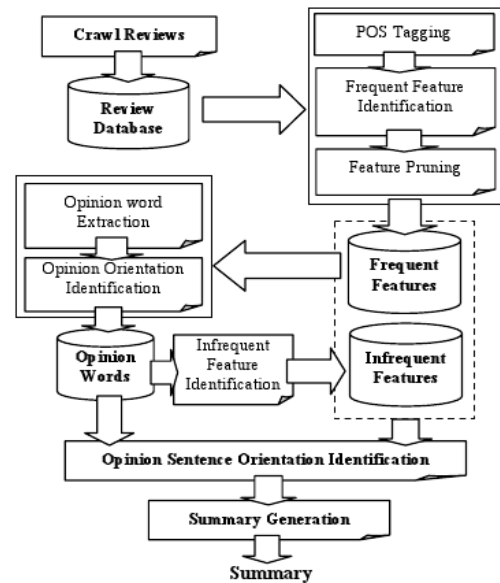 Crawl Reviews
Review
Database
POS Tagging
Frequent Feature
Identification
Feature Pruning
Opinion word
Extraction
Opinion Orientation
Identification
Frequent
Features
Opinion
Words
Infrequent
Feature
Identification
Infrequent
Features
Opinion Sentence Orientation Identification
Summary Generation
Summary